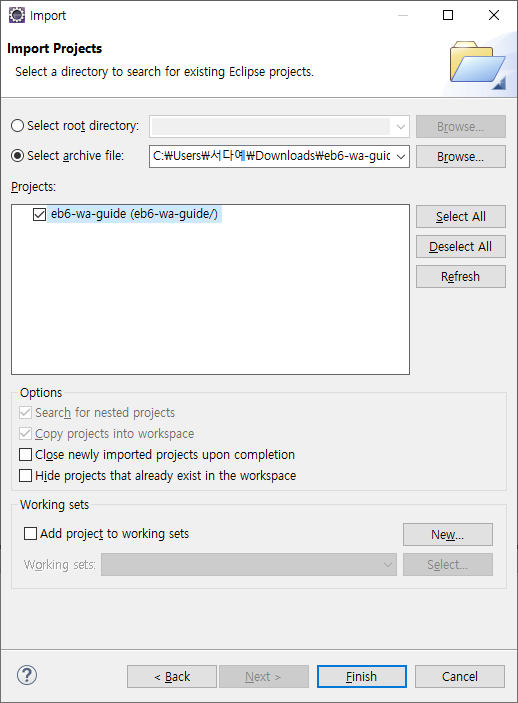 Import
Import Projects
Select a directory to search for existing Eclipse projects.
Select root directory:
Browse...
Select archive file:
C:₩Users₩서다예₩Downloads₩eb6-wa-guid
Browse...
Projects:
eb6-wa-guide (eb6-wa-guide/)
Select All
Deselect All
Refresh
Options
Search for nested projects
Copy projects into workspace
Close newly imported projects upon completion
Hide projects that already exist in the workspace
Working sets
Add project to working sets
New...
Working sets:
Select...
?
< Back
Next >
Finish
Cancel